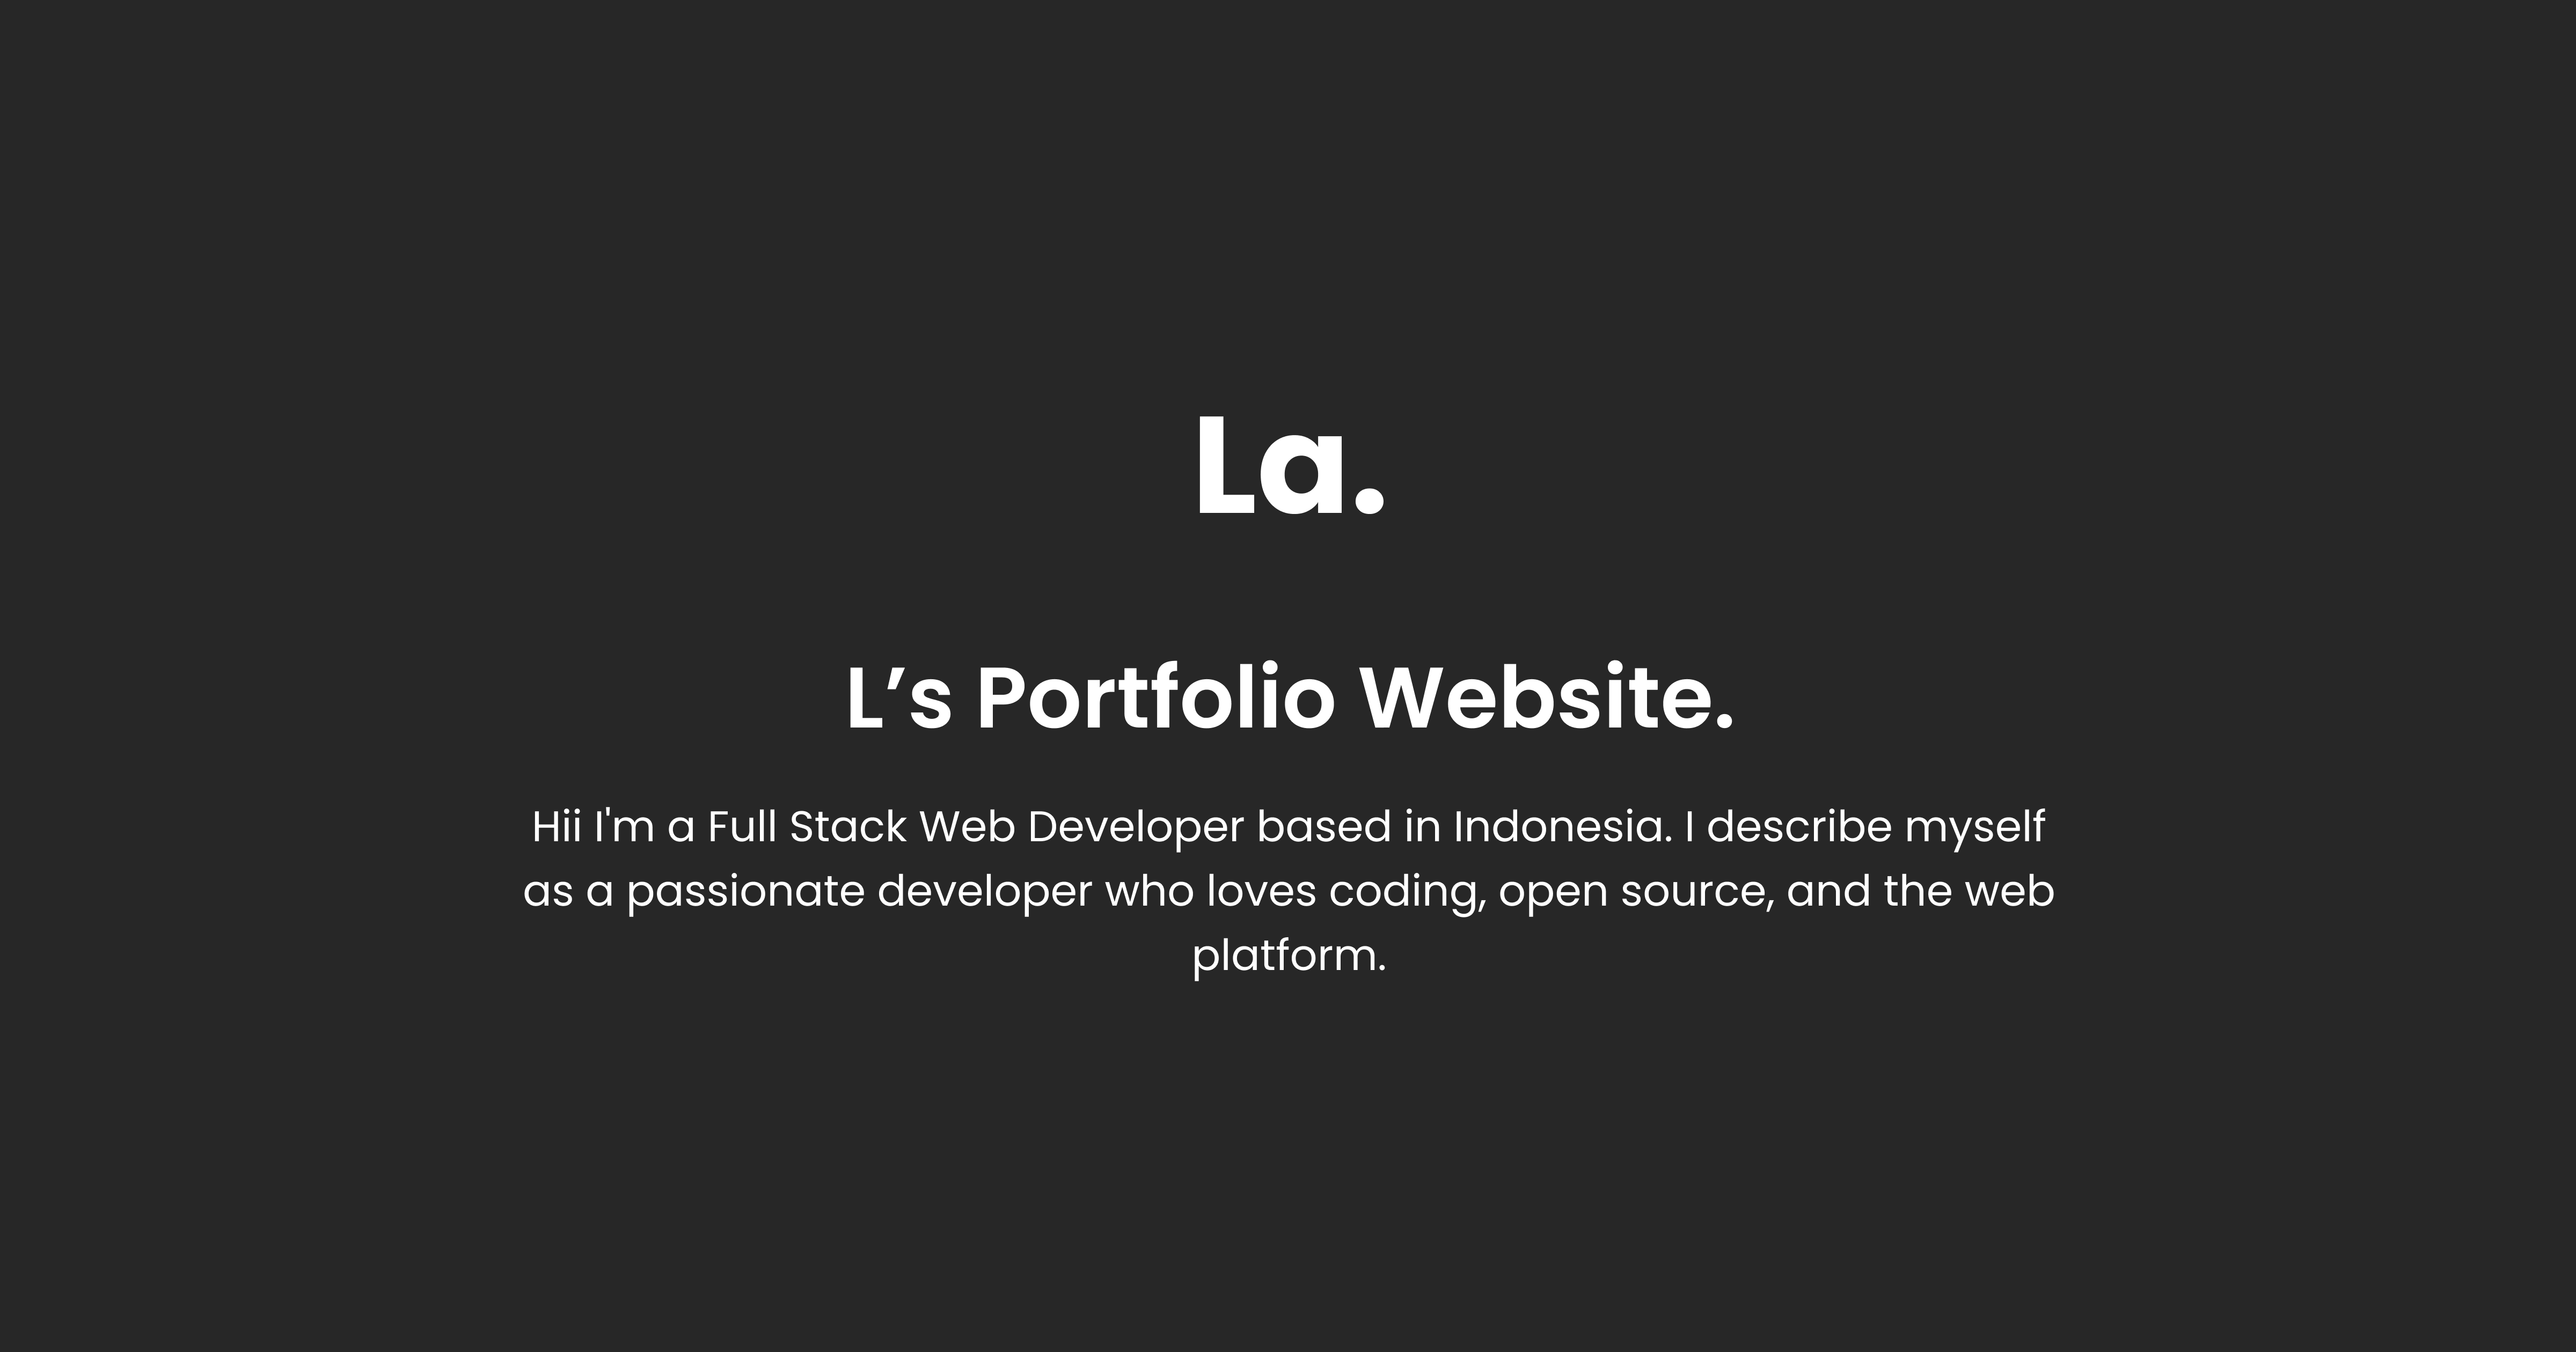 La.
L’s Portfolio Website.
Hii I'm a Full Stack Web Developer based in Indonesia. I describe myself
as a passionate developer who loves coding, open source, and the web
platform.